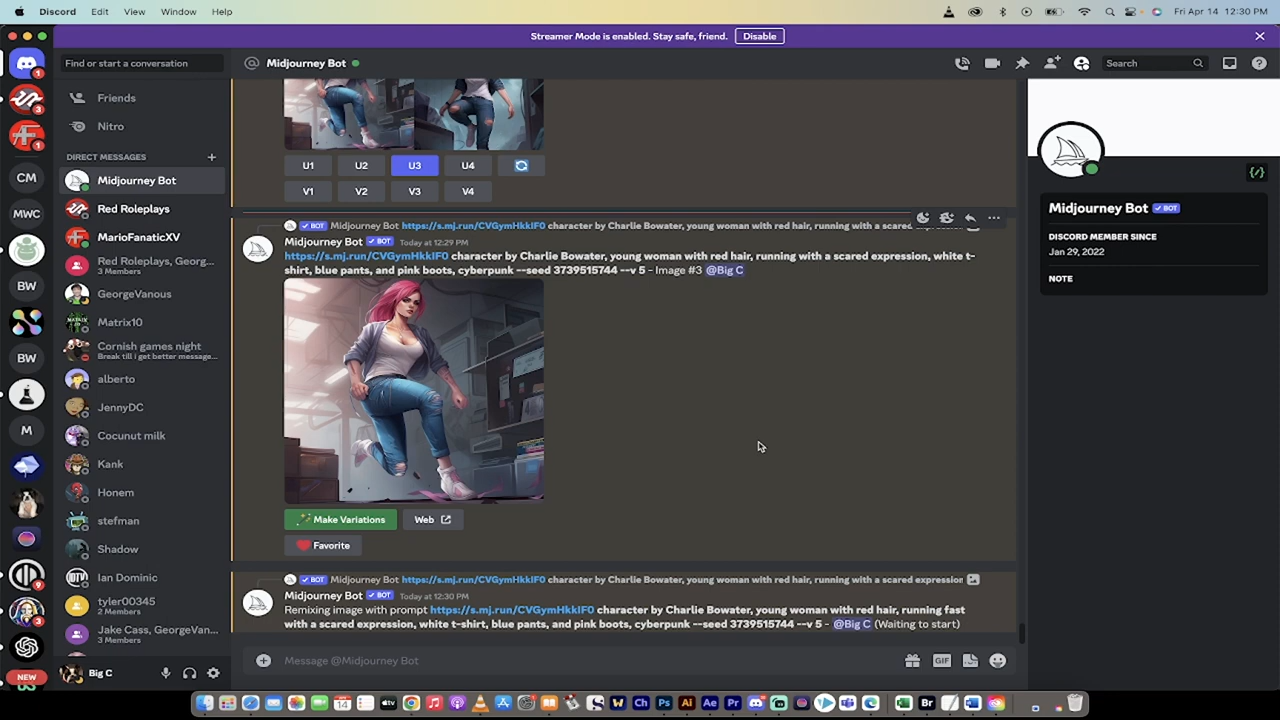 Discord Edit View Window Help Fri Apr 14 12:30 PM
Streamer Mode is enabled. Stay safe, friend. Disable
Find or start a conversation
Midjourney Bot
Search
Friends
Nitro
DIRECT MESSAGES
Midjourney Bot
Red Roleplays
MarioFanaticXV
Red Roleplays, Georg...
3 Members
GeorgeVanous
Matrix10
Cornish games night
Break till i get better message...
alberto
JennyDC
Cocunut milk
Kank
Honem
stefman
Shadow
Ian Dominic
tyler00345
2 Members
Jake Cass, GeorgeVan...
3 Members
Big C
1
3
1
CM
MWC
BW
BW
M
9
3
NEW
U1 U2 U3 U4
V1 V2 V3 V4
BOT Midjourney Bot https://s.mj.run/CVGymHkkIF0 character by Charlie Bowater, young woman with red hair, running with a scared expression
Midjourney Bot BOT Today at 12:29 PM
https://s.mj.run/CVGymHkkIF0 character by Charlie Bowater, young woman with red hair, running with a scared expression, white t-
shirt, blue pants, and pink boots, cyberpunk --seed 3739515744 --v 5 - Image #3 @Big C
Make Variations Web
Favorite
BOT Midjourney Bot https://s.mj.run/CVGymHkkIF0 character by Charlie Bowater, young woman with red hair, running with a scared expression
Midjourney Bot BOT Today at 12:30 PM
Remixing image with prompt https://s.mj.run/CVGymHkkIF0 character by Charlie Bowater, young woman with red hair, running fast
with a scared expression, white t-shirt, blue pants, and pink boots, cyberpunk --seed 3739515744 --v 5 - @Big C (Waiting to start)
Message @Midjourney Bot
GIF
Midjourney Bot BOT
DISCORD MEMBER SINCE
Jan 29, 2022
NOTE